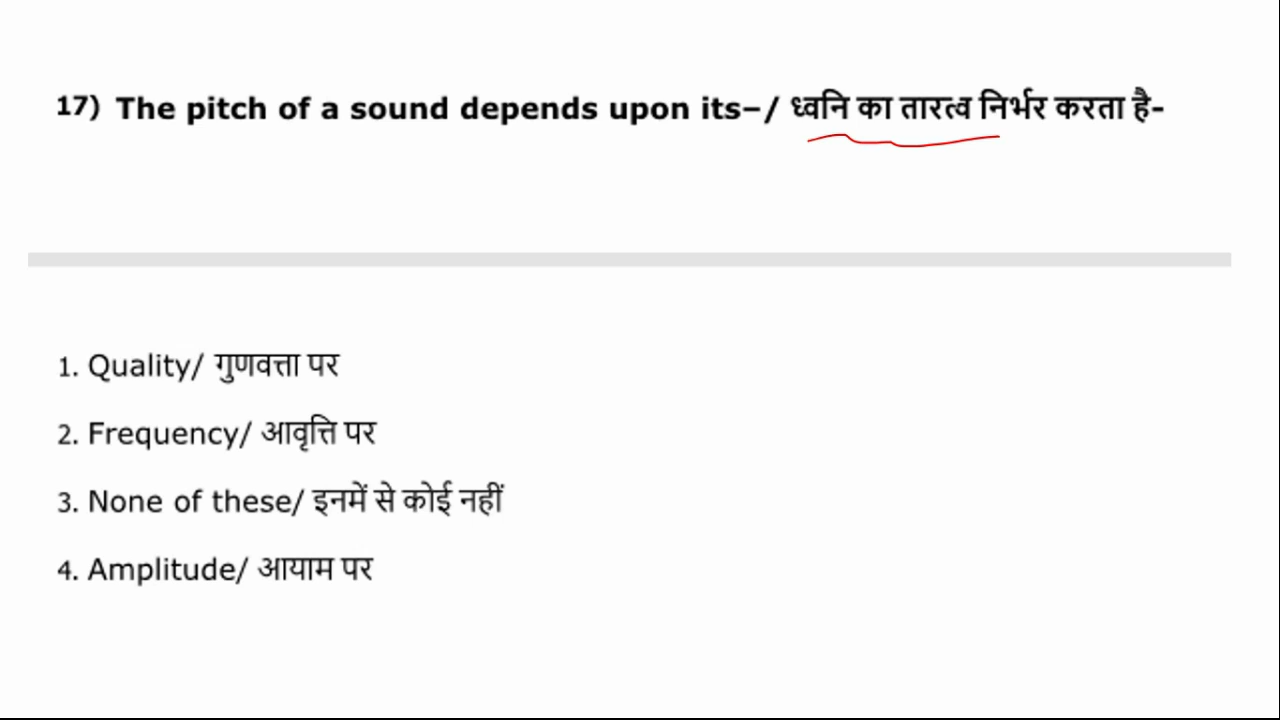 17) The pitch of a sound depends upon its–/ ध्वनि का तारत्व निर्भर करता है-
1. Quality/ गुणवत्ता पर
2. Frequency/ आवृत्ति पर
3. None of these/ इनमें से कोई नहीं
4. Amplitude/ आयाम पर